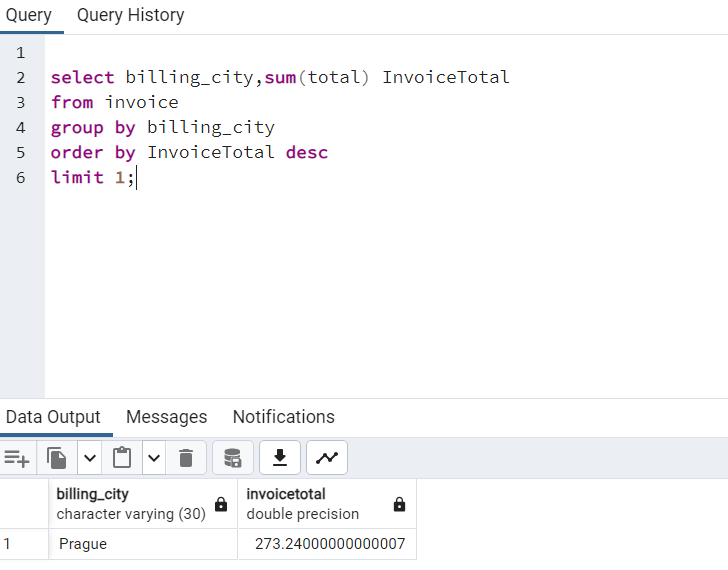 Query Query History
1
2 select billing_city,sum(total) InvoiceTotal
3 from invoice
4 group by billing_city
5 order by InvoiceTotal desc
6 limit 1;
Data Output Messages Notifications
billing_city invoicetotal
character varying (30) double precision
1 Prague 273.24000000000007